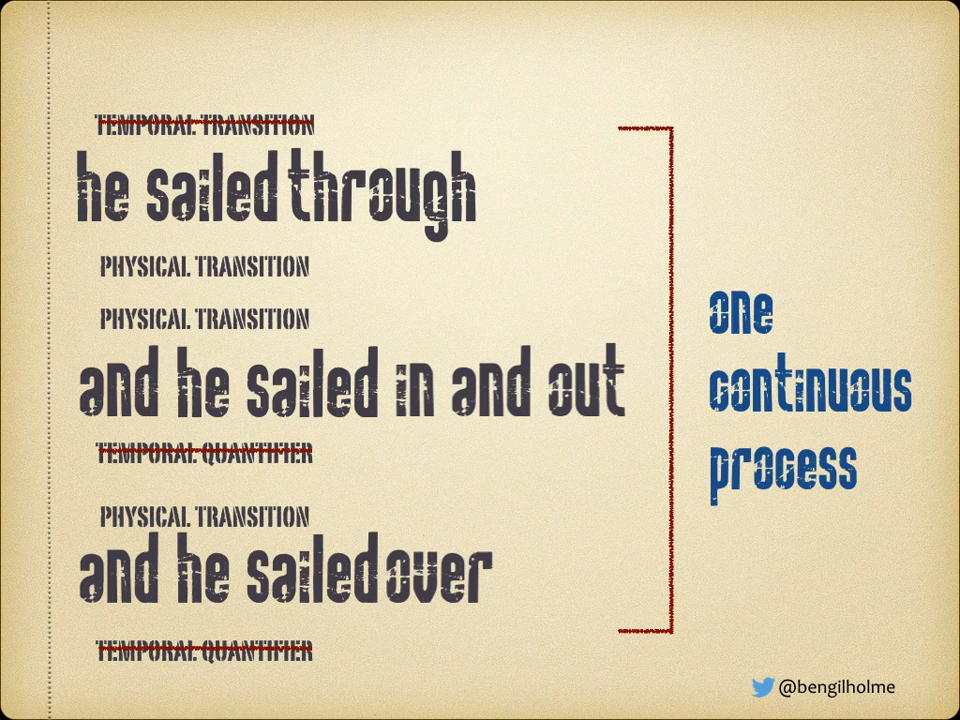 TEMPORAL TRANSITION
he sailed through
PHYSICAL TRANSITION
PHYSICAL TRANSITION
and he sailed in and out
TEMPORAL QUANTIFIER
PHYSICAL TRANSITION
and he sailed over
TEMPORAL QUANTIFIER
one
continuous
process
@bengilholme